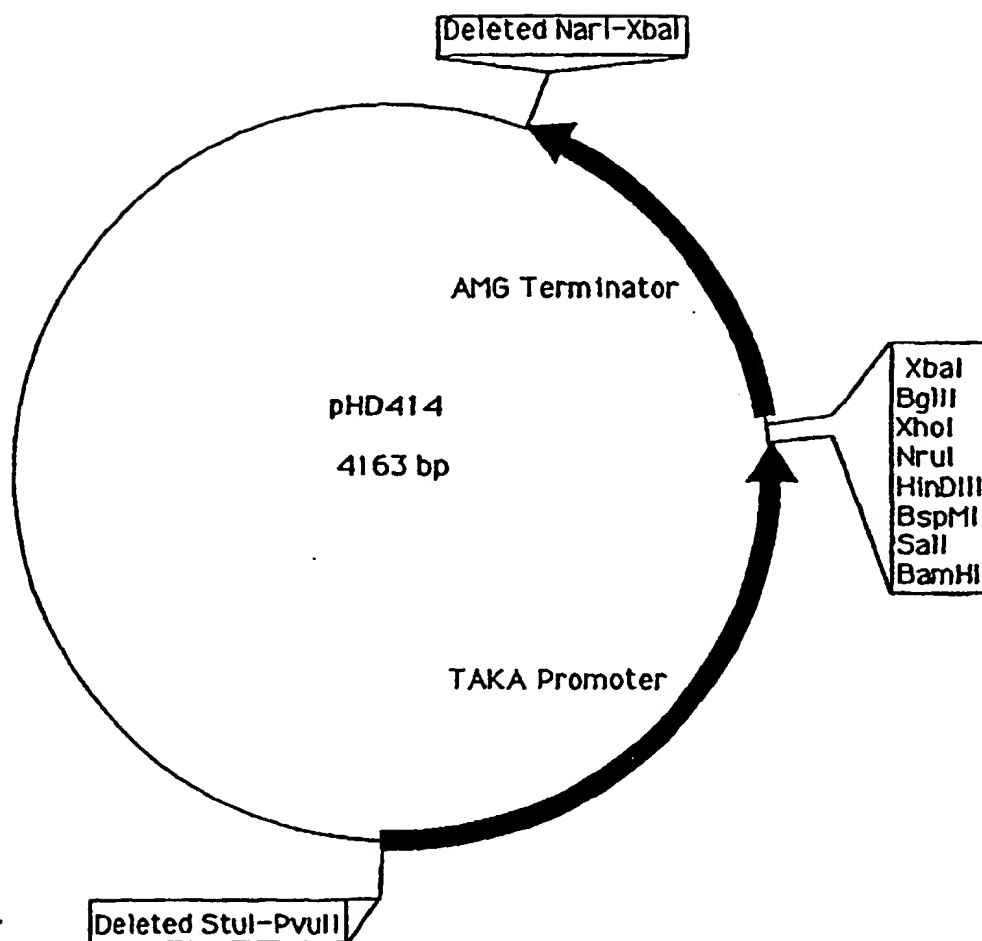 Deleted NarI-XbaI
AMG Terminator
pHD414
4163 bp
XbaI
BglII
XhoI
NruI
HinDIII
BspMI
SalI
BamHI
TAKA Promoter
Deleted StuI-PvuII